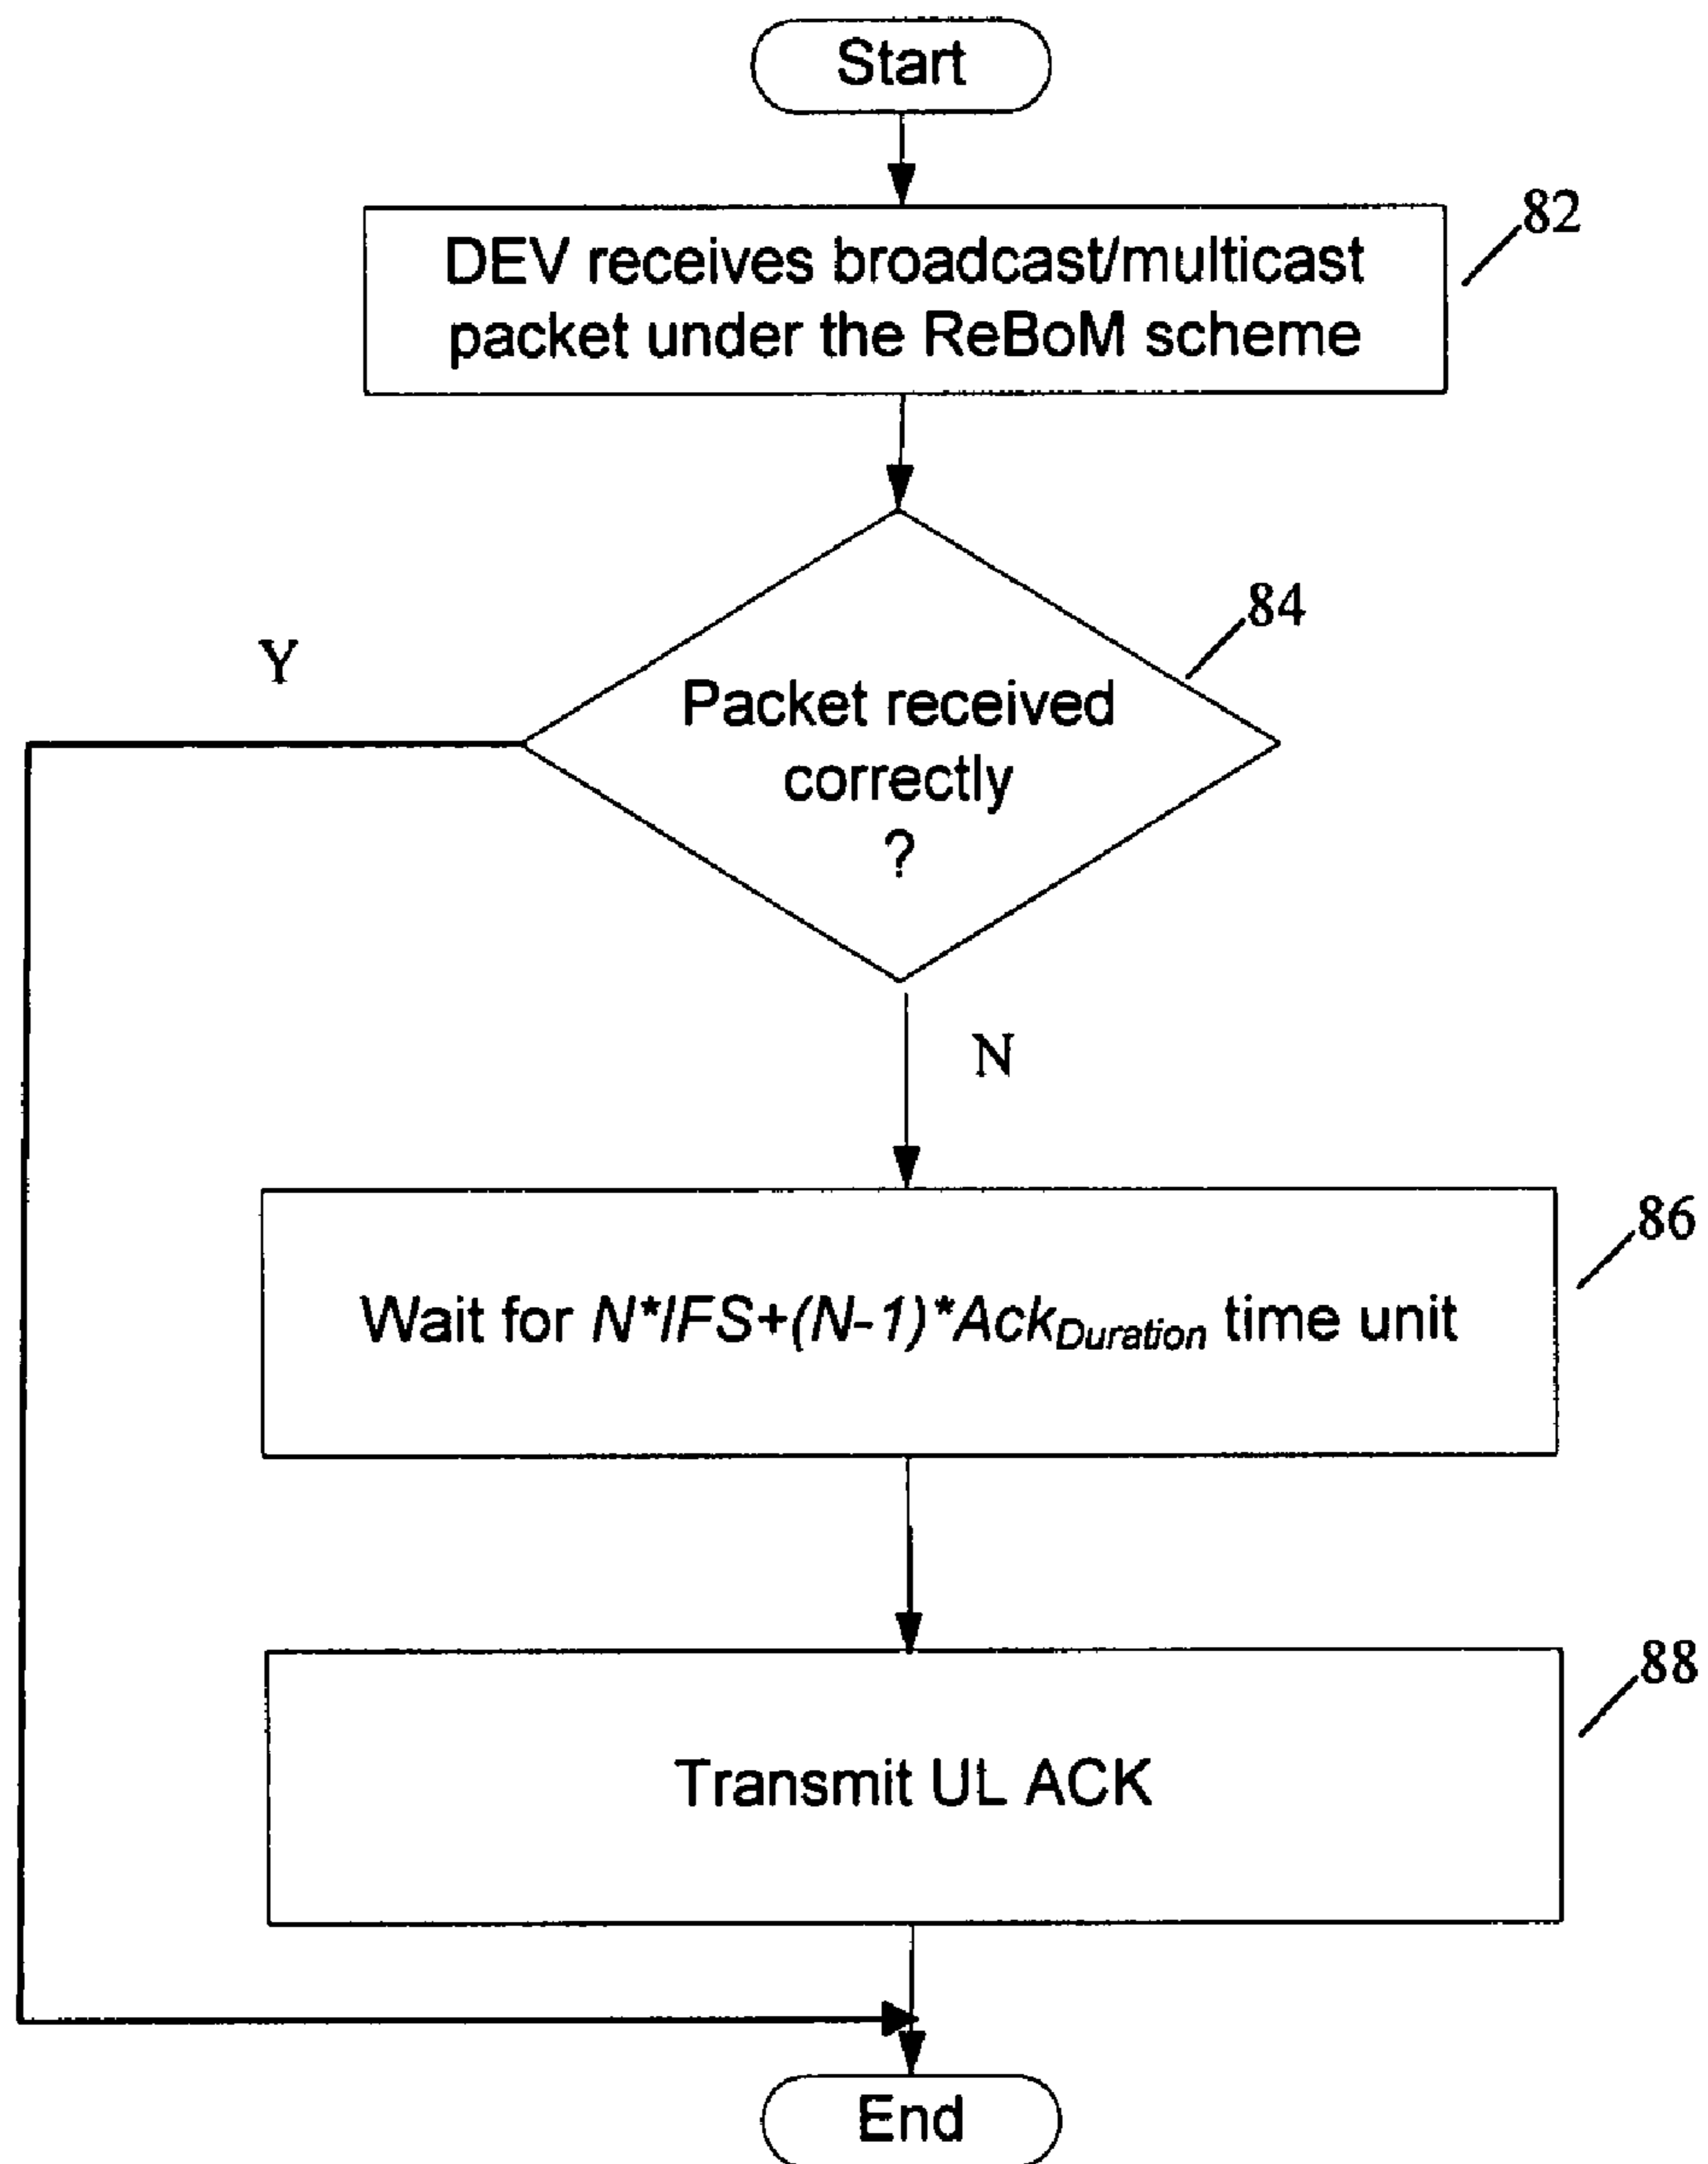 Start
82
DEV receives broadcast/multicast
packet under the ReBoM scheme
84
Y
Packet received
correctly
?
N
86
Wait for N*IFS+(N-1)*Ack_Duration time unit
88
Transmit UL ACK
End